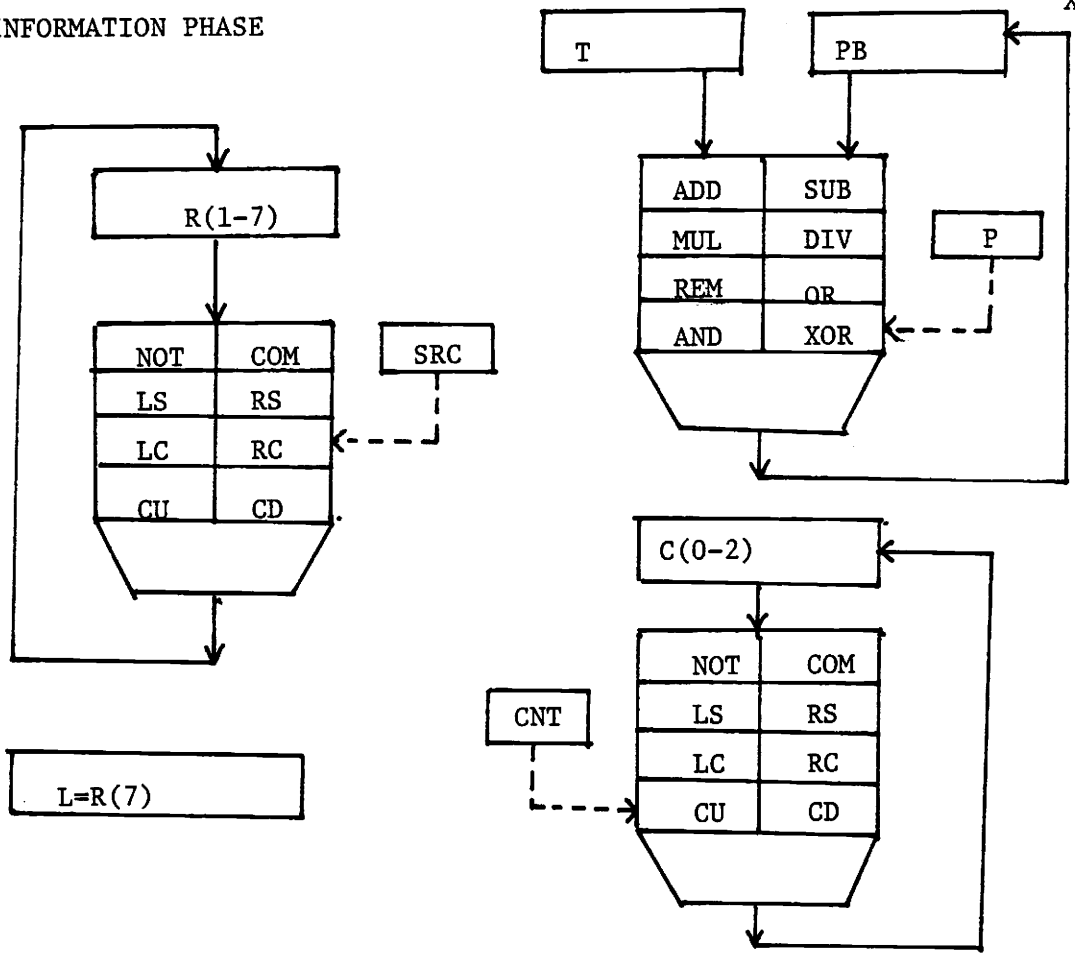 INFORMATION PHASE
X
T
PB
R(1-7)
ADD SUB
MUL DIV
REM OR
AND XOR
P
NOT COM
LS RS
LC RC
CU CD
SRC
C(0-2)
NOT COM
LS RS
LC RC
CU CD
CNT
L=R(7)